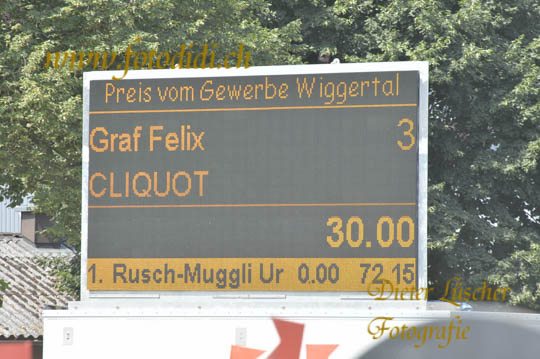 www.fotodidi.ch
Preis vom Gewerbe Wiggertal
Graf Felix 3
CLIQUOT
30.00
1. Rusch-Muggli Ur 0.00 72.15
Dieter Lüscher
Fotografie